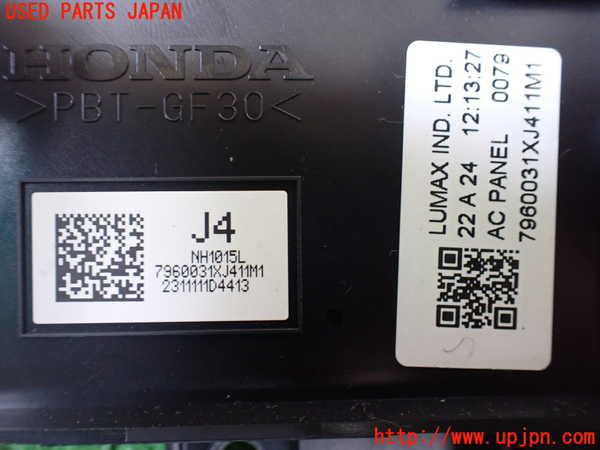 USED PARTS JAPAN
HONDA
>PBT-GF30<
J4
NH1015L
7960031XJ411M1
2311111D4413
LUMAX IND. LTD.
22 A 24 12:13:27
AC PANEL 0079
7960031XJ411M1
http://www.upjpn.com/